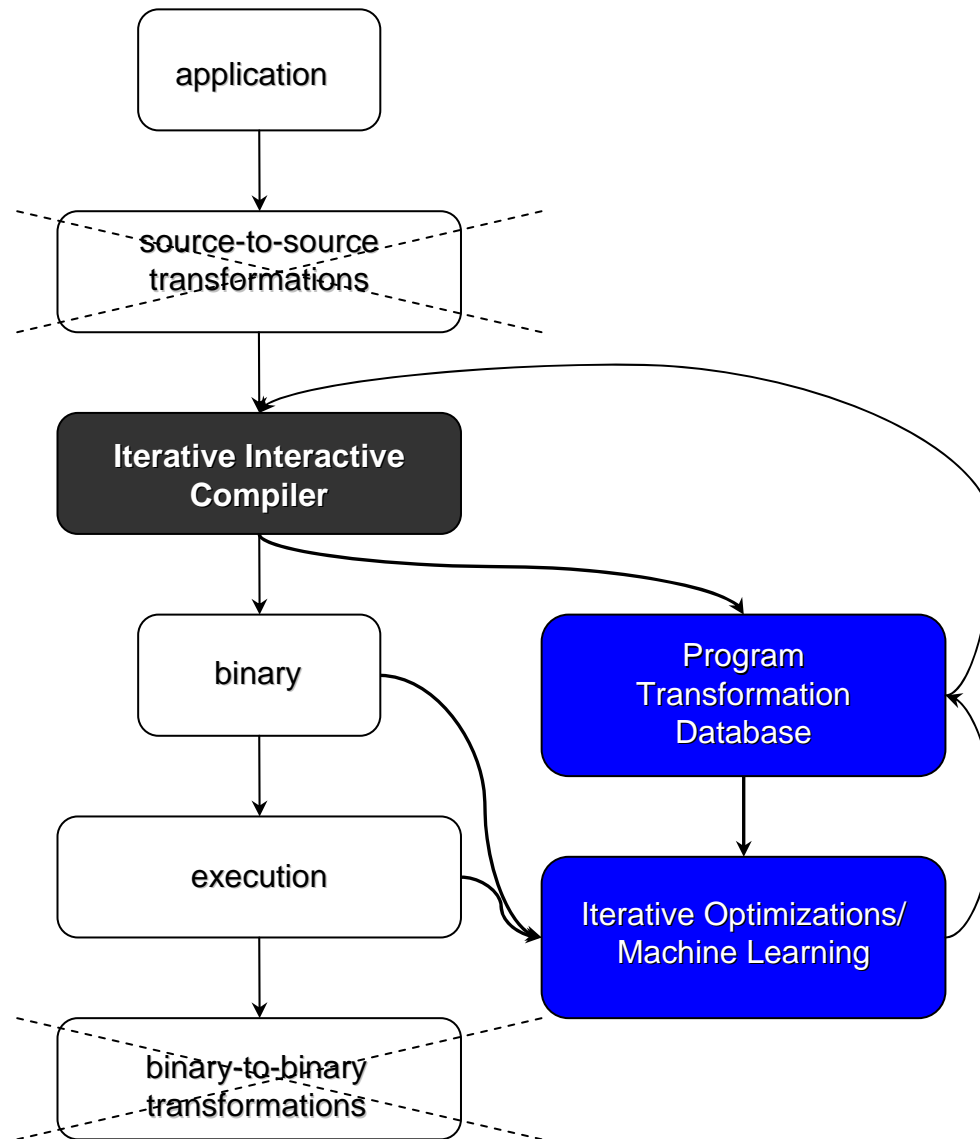 application
source-to-source
transformations
Iterative Interactive
Compiler
binary
Program
Transformation
Database
execution
Iterative Optimizations/
Machine Learning
binary-to-binary
transformations